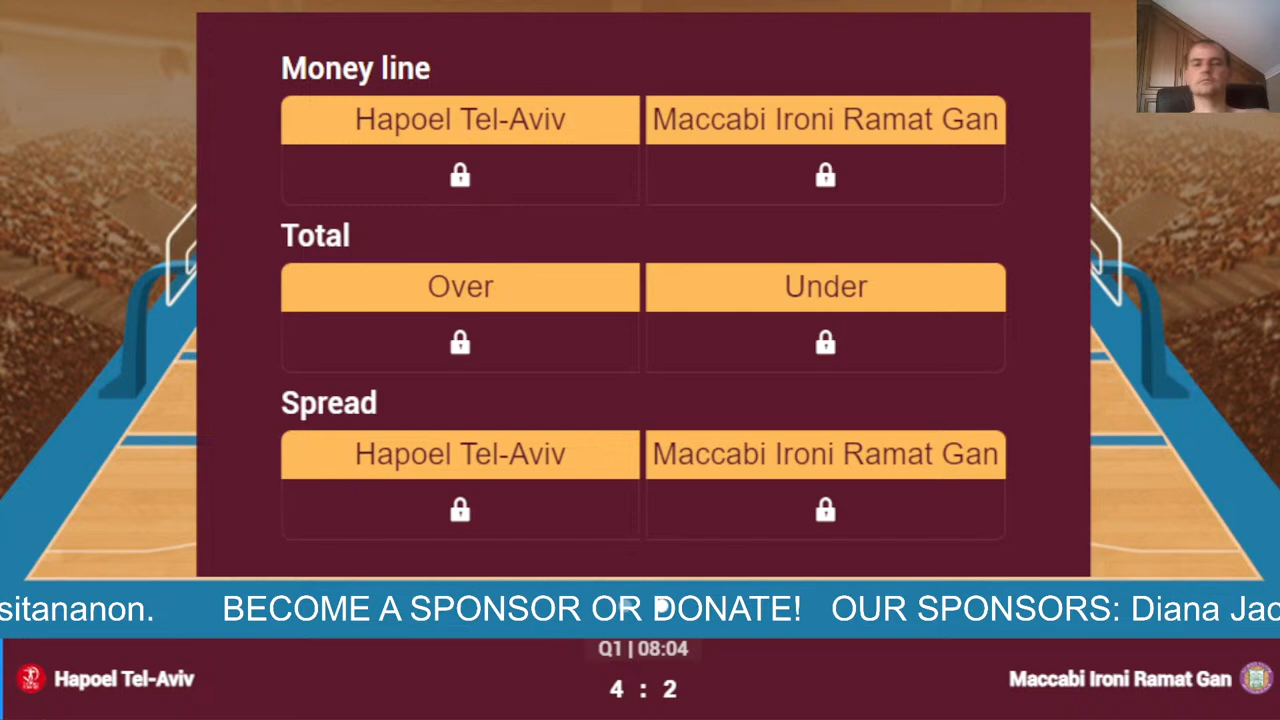 Money line
Hapoel Tel-Aviv Maccabi Ironi Ramat Gan
Total
Over Under
Spread
Hapoel Tel-Aviv Maccabi Ironi Ramat Gan
sitananon. BECOME A SPONSOR OR DONATE! OUR SPONSORS: Diana Jac
Q1 | 08:04
Hapoel Tel-Aviv 4 : 2 Maccabi Ironi Ramat Gan